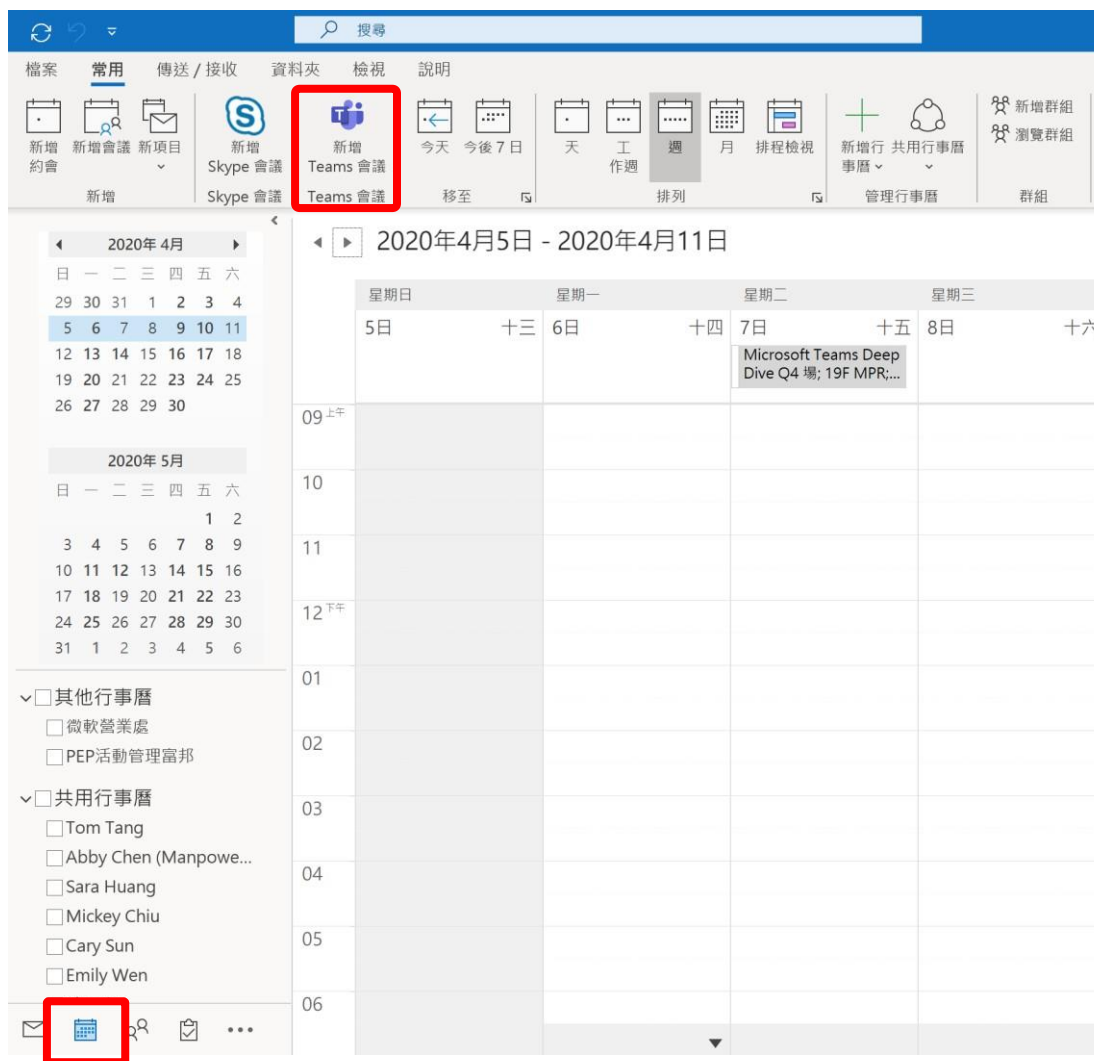 搜尋
檔案 常用 傳送 / 接收 資料夾 檢視 說明
新增約會 新增會議 新項目 新增 Skype 會議 新增 Teams 會議 今天 今後 7 日 天 工作週 週 月 排程檢視 新增行事曆 共用行事曆 新增群組 瀏覽群組
新增 Skype 會議 Teams 會議 移至 排列 管理行事曆 群組
2020年 4月
日 一 二 三 四 五 六
29 30 31 1 2 3 4
5 6 7 8 9 10 11
12 13 14 15 16 17 18
19 20 21 22 23 24 25
26 27 28 29 30
2020年 5月
日 一 二 三 四 五 六
1 2
3 4 5 6 7 8 9
10 11 12 13 14 15 16
17 18 19 20 21 22 23
24 25 26 27 28 29 30
31 1 2 3 4 5 6
其他行事曆
微軟營業處
PEP活動管理富邦
共用行事曆
Tom Tang
Abby Chen (Manpowe...
Sara Huang
Mickey Chiu
Cary Sun
Emily Wen
2020年4月5日 - 2020年4月11日
星期日 星期一 星期二 星期三
5日 十三 6日 十四 7日 十五 8日 十六
Microsoft Teams Deep
Dive Q4 場; 19F MPR;...
09 上午
10
11
12 下午
01
02
03
04
05
06